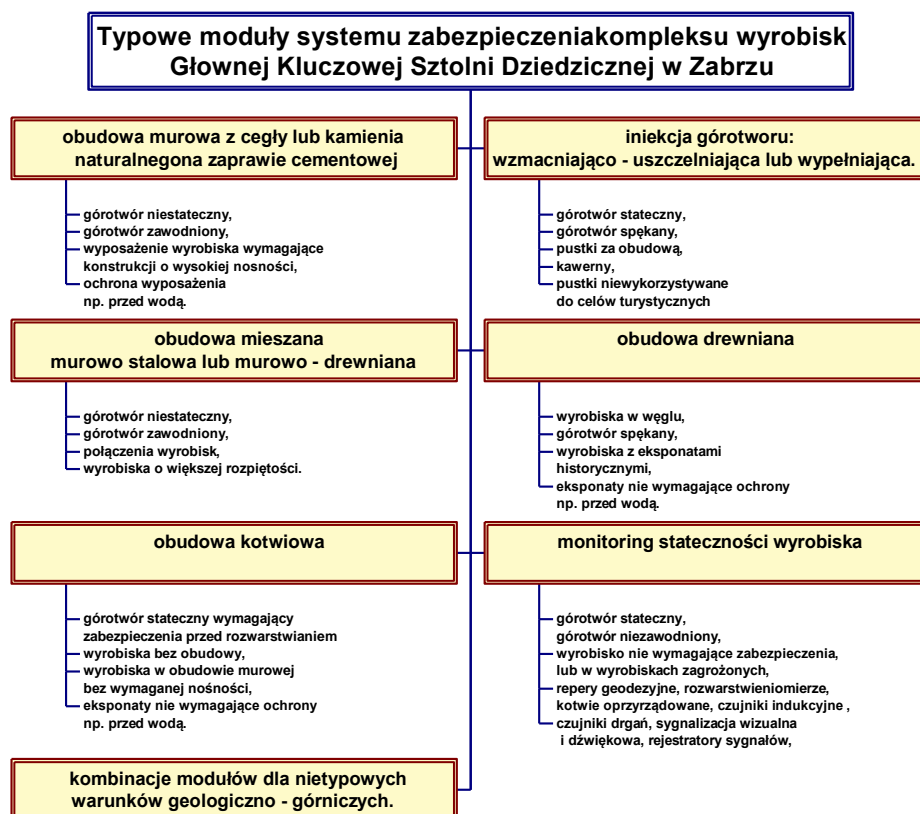 Typowe moduły systemu zabezpieczeniakompleksu wyrobisk
Głownej Kluczowej Sztolni Dziedzicznej w Zabrzu
obudowa murowa z cegły lub kamienia
naturalnegona zaprawie cementowej
górotwór niestateczny,
górotwór zawodniony,
wyposażenie wyrobiska wymagające
konstrukcji o wysokiej nosności,
ochrona wyposażenia
np. przed wodą.
iniekcja górotworu:
wzmacniająco - uszczelniająca lub wypełniająca.
górotwór stateczny,
górotwór spękany,
pustki za obudową,
kawerny,
pustki niewykorzystywane
do celów turystycznych
obudowa mieszana
murowo stalowa lub murowo - drewniana
górotwór niestateczny,
górotwór zawodniony,
połączenia wyrobisk,
wyrobiska o większej rozpiętości.
obudowa drewniana
wyrobiska w węglu,
górotwór spękany,
wyrobiska z eksponatami
historycznymi,
eksponaty nie wymagające ochrony
np. przed wodą.
obudowa kotwiowa
górotwór stateczny wymagający
zabezpieczenia przed rozwarstwianiem
wyrobiska bez obudowy,
wyrobiska w obudowie murowej
bez wymaganej nośności,
eksponaty nie wymagające ochrony
np. przed wodą.
monitoring stateczności wyrobiska
górotwór stateczny,
górotwór niezawodniony,
wyrobisko nie wymagające zabezpieczenia,
lub w wyrobiskach zagrożonych,
repery geodezyjne, rozwarstwieniomierze,
kotwie oprzyrządowane, czujniki indukcyjne ,
czujniki drgań, sygnalizacja wizualna
i dźwiękowa, rejestratory sygnałów,
kombinacje modułów dla nietypowych
warunków geologiczno - górniczych.